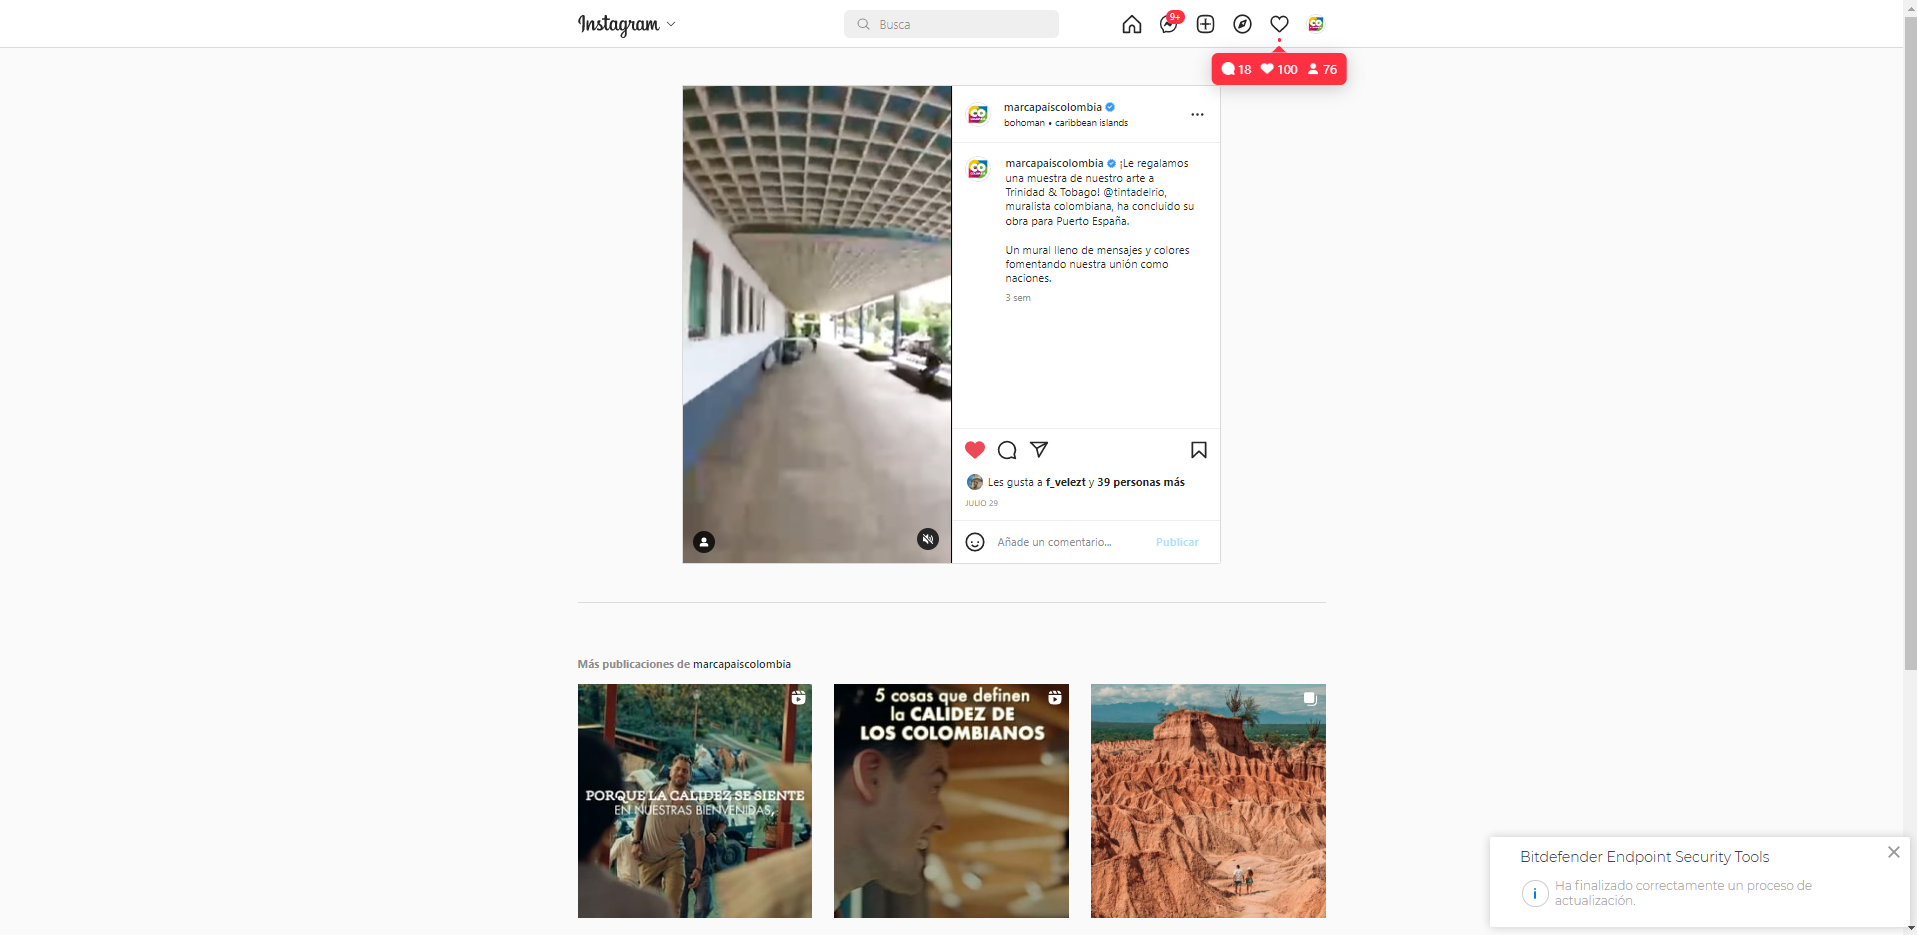 Instagram
Busca
9+
18 100 76
marcapaiscolombia
bohoman • caribbean islands
marcapaiscolombia ¡Le regalamos
una muestra de nuestro arte a
Trinidad & Tobago! @tintadelrio,
muralista colombiana, ha concluido su
obra para Puerto España.
Un mural lleno de mensajes y colores
fomentando nuestra unión como
naciones.
3 sem
Les gusta a f_velezt y 39 personas más
JULIO 29
Añade un comentario...
Publicar
Más publicaciones de marcapaiscolombia
PORQUE LA CALIDEZ SE SIENTE
EN NUESTRAS BIENVENIDAS,
5 cosas que definen
la CALIDEZ DE
LOS COLOMBIANOS
Bitdefender Endpoint Security Tools
Ha finalizado correctamente un proceso de
actualización.